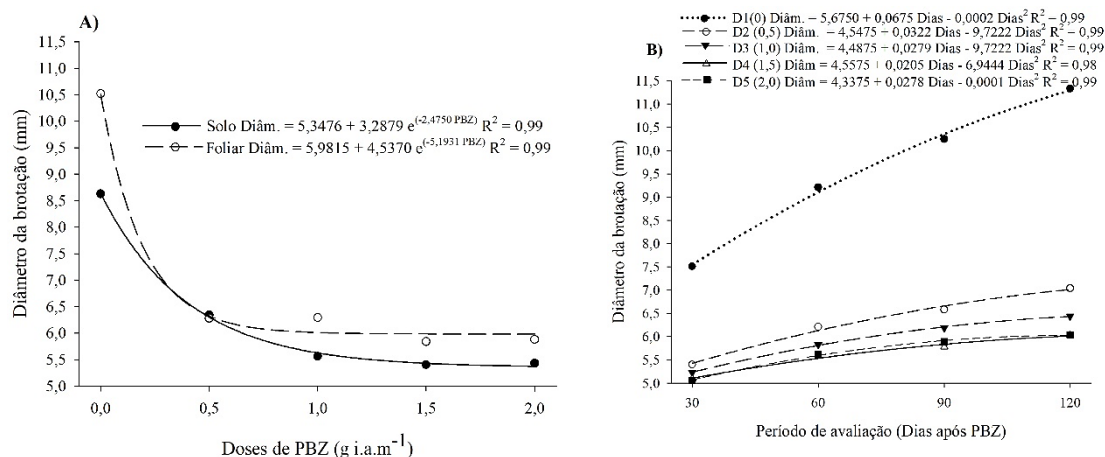 A)
11,5
11,0
10,5
10,0
9,5
9,0
8,5
8,0
7,5
7,0
6,5
6,0
5,5
5,0
Diâmetro da brotação (mm)
Solo Diâm. = 5,3476 + 3,2879 e(-2,4750 PBZ) R2 = 0,99
Foliar Diâm. = 5,9815 + 4,5370 e(-5,1931 PBZ) R2 = 0,99
0,0 0,5 1,0 1,5 2,0
Doses de PBZ (g i.a.m-1)
B)
D1(0) Diâm. – 5,6750 + 0,0675 Dias - 0,0002 Dias2 R2 – 0,99
D2 (0,5) Diâm. – 4,5475 + 0,0322 Dias - 9,7222 Dias2 R2 – 0,99
D3 (1,0) Diâm. = 4,4875 + 0,0279 Dias - 9,7222 Dias2 R2 = 0,99
D4 (1,5) Diâm = 4,5575 + 0,0205 Dias - 6,9444 Dias2 R2 = 0,98
D5 (2,0) Diâm = 4,3375 + 0,0278 Dias - 0,0001 Dias2 R2 = 0,99
11,5
11,0
10,5
10,0
9,5
9,0
8,5
8,0
7,5
7,0
6,5
6,0
5,5
5,0
Diâmetro da brotação (mm)
30 60 90 120
Período de avaliação (Dias após PBZ)